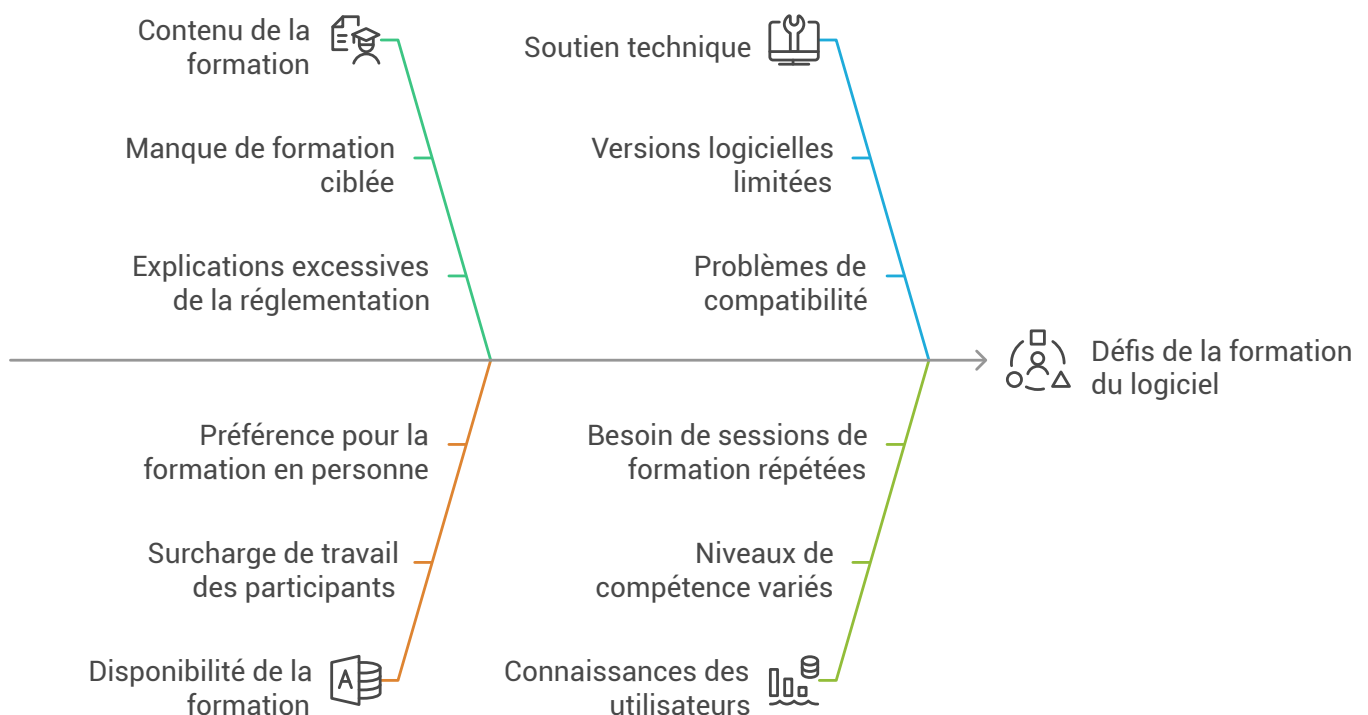 Contenu de la
formation
Manque de formation
ciblée
Explications excessives
de la réglementation
Soutien technique
Versions logicielles
limitées
Problèmes de
compatibilité
Défis de la formation
du logiciel
Préférence pour la
formation en personne
Surcharge de travail
des participants
Disponibilité de la
formation
A
Besoin de sessions de
formation répétées
Niveaux de
compétence variés
Connaissances des
utilisateurs